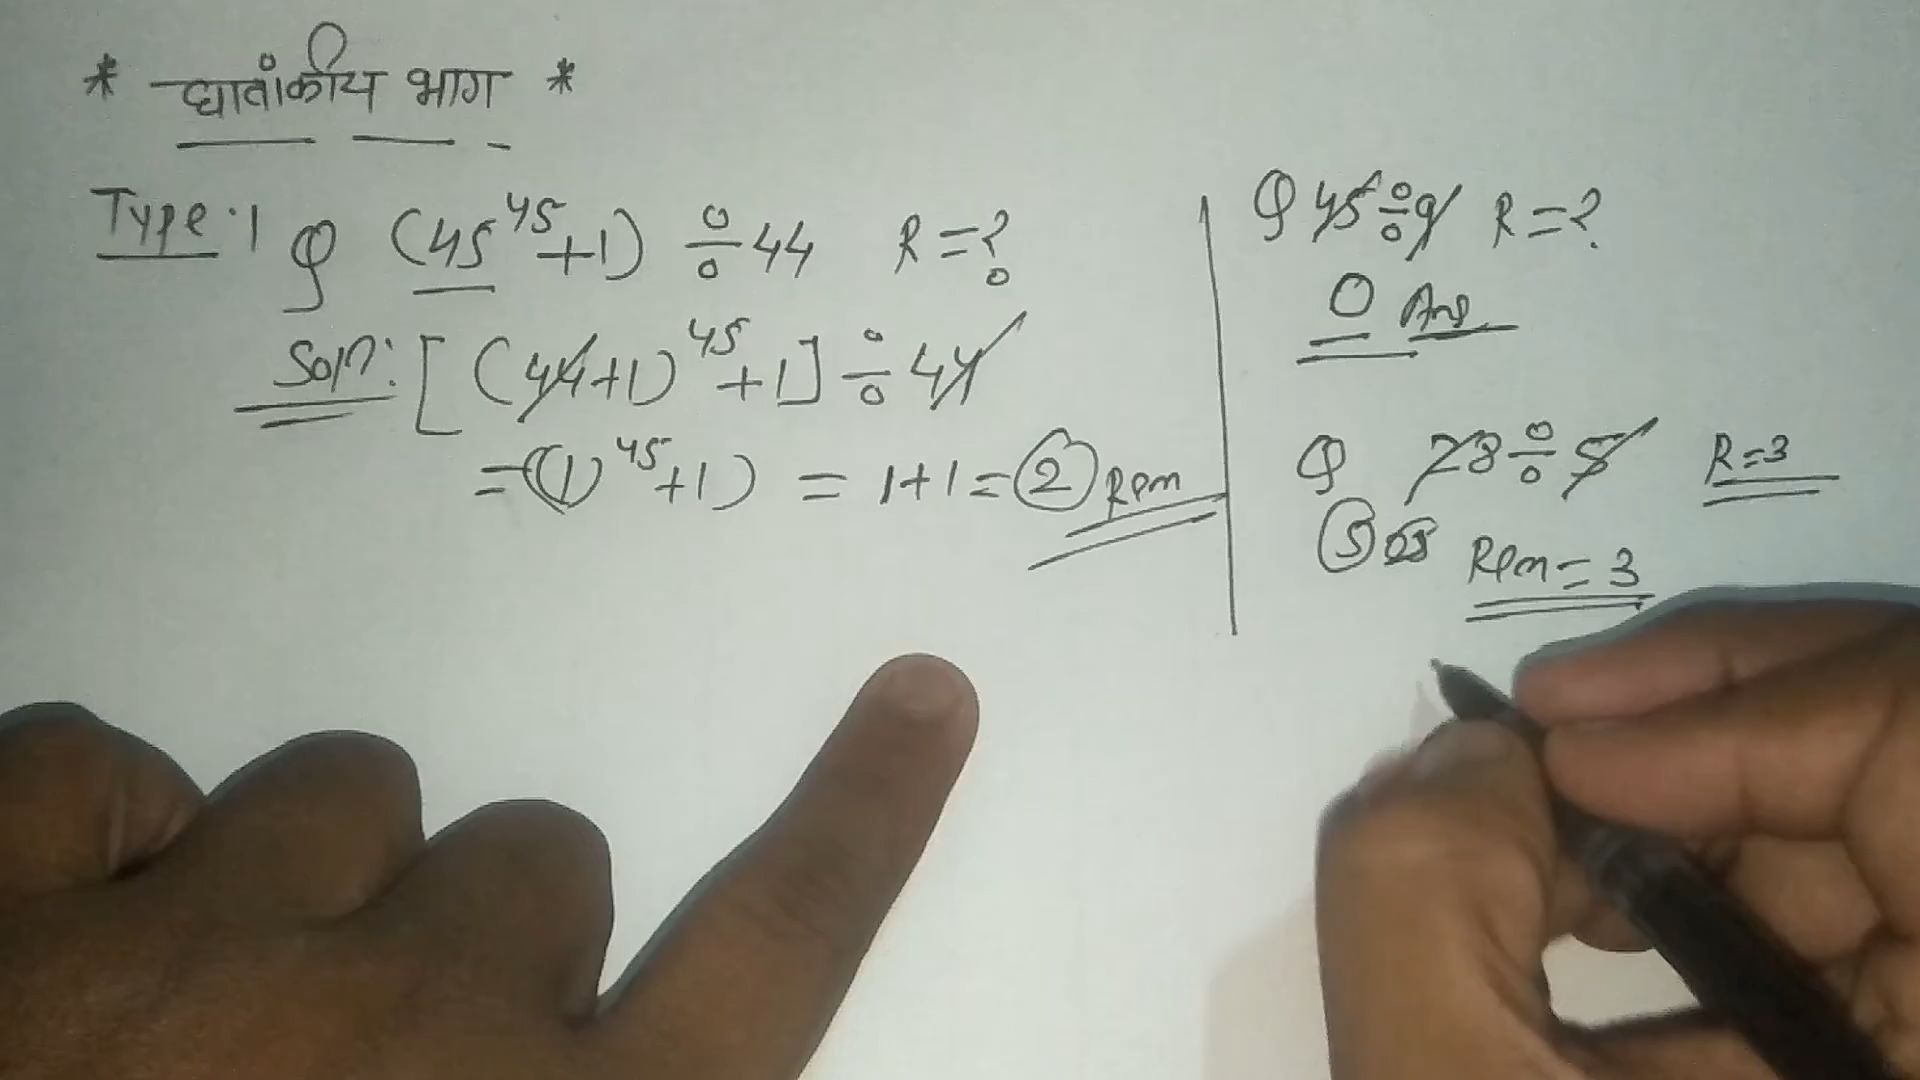 * घातांकीय भाग *
Type:1 Q (45^45+1) ÷ 44 R=?
Soln: [(44+1)^45+1] ÷ 44
=((1)^45+1) = 1+1 = 2 Rem
Q 45÷9 R=?
0 Ans
Q 28÷5 R=3
Rem=3